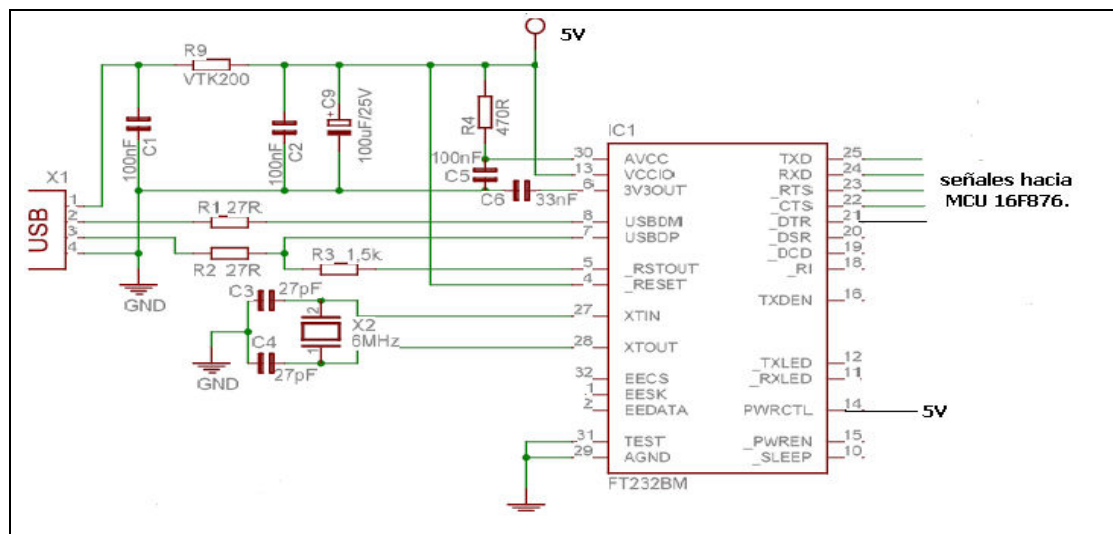 5V
R9
VTK200
C1
100nF
C2
100nF
+C9
100uF/25V
R4
470R
100nF
C5
C6
33nF
X1
USB
1
2
3
4
R1 27R
R2 27R
R3 1,5k
GND
C3
27pF
C4
27pF
2
1
X2
6MHz
GND
IC1
30 AVCC
13 VCCIO
6 3V3OUT
8 USBDM
7 USBDP
5 _RSTOUT
4 _RESET
27 XTIN
28 XTOUT
32 EECS
1 EESK
2 EEDATA
31 TEST
29 AGND
TXD 25
RXD 24
_RTS 23
_CTS 22
_DTR 21
_DSR 20
_DCD 19
_RI 18
TXDEN 16
_TXLED 12
_RXLED 11
PWRCTL 14
5V
_PWREN 15
_SLEEP 10
FT232BM
señales hacia
MCU 16F876.